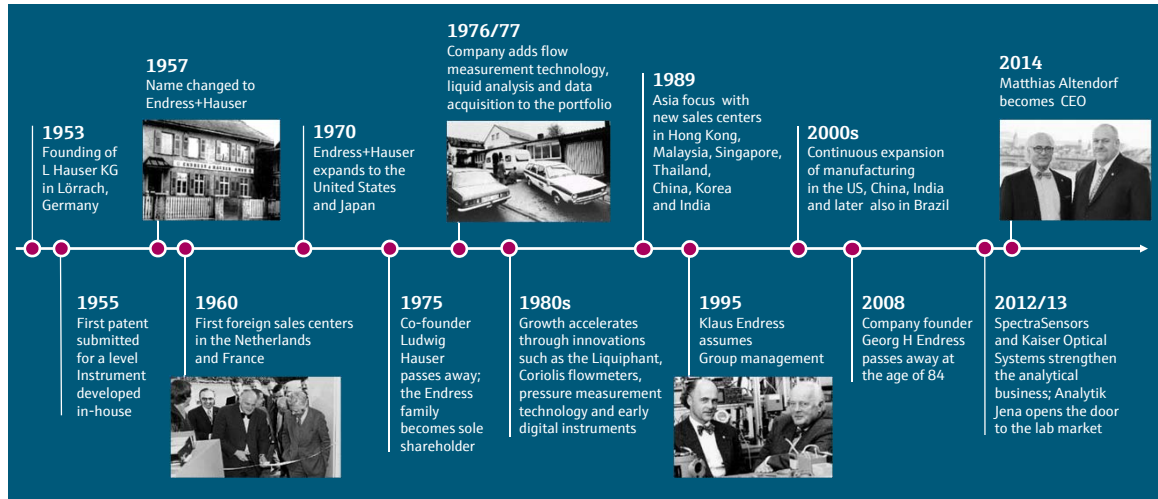 1953
Founding of
L Hauser KG
in Lörrach,
Germany
1955
First patent
submitted
for a level
Instrument
developed
in-house
1957
Name changed to
Endress+Hauser
ENDRESS & HAUSER
1960
First foreign sales centers
in the Netherlands
and France
1970
Endress+Hauser
expands to the
United States
and Japan
1975
Co-founder
Ludwig
Hauser
passes away;
the Endress
family
becomes sole
shareholder
1976/77
Company adds flow
measurement technology,
liquid analysis and data
acquisition to the portfolio
1980s
Growth accelerates
through innovations
such as the Liquiphant,
Coriolis flowmeters,
pressure measurement
technology and early
digital instruments
1989
Asia focus with
new sales centers
in Hong Kong,
Malaysia, Singapore,
Thailand,
China, Korea
and India
1995
Klaus Endress
assumes
Group management
2000s
Continuous expansion
of manufacturing
in the US, China, India
and later also in Brazil
2008
Company founder
Georg H Endress
passes away at
the age of 84
2012/13
SpectraSensors
and Kaiser Optical
Systems strengthen
the analytical
business; Analytik
Jena opens the door
to the lab market
2014
Matthias Altendorf
becomes CEO